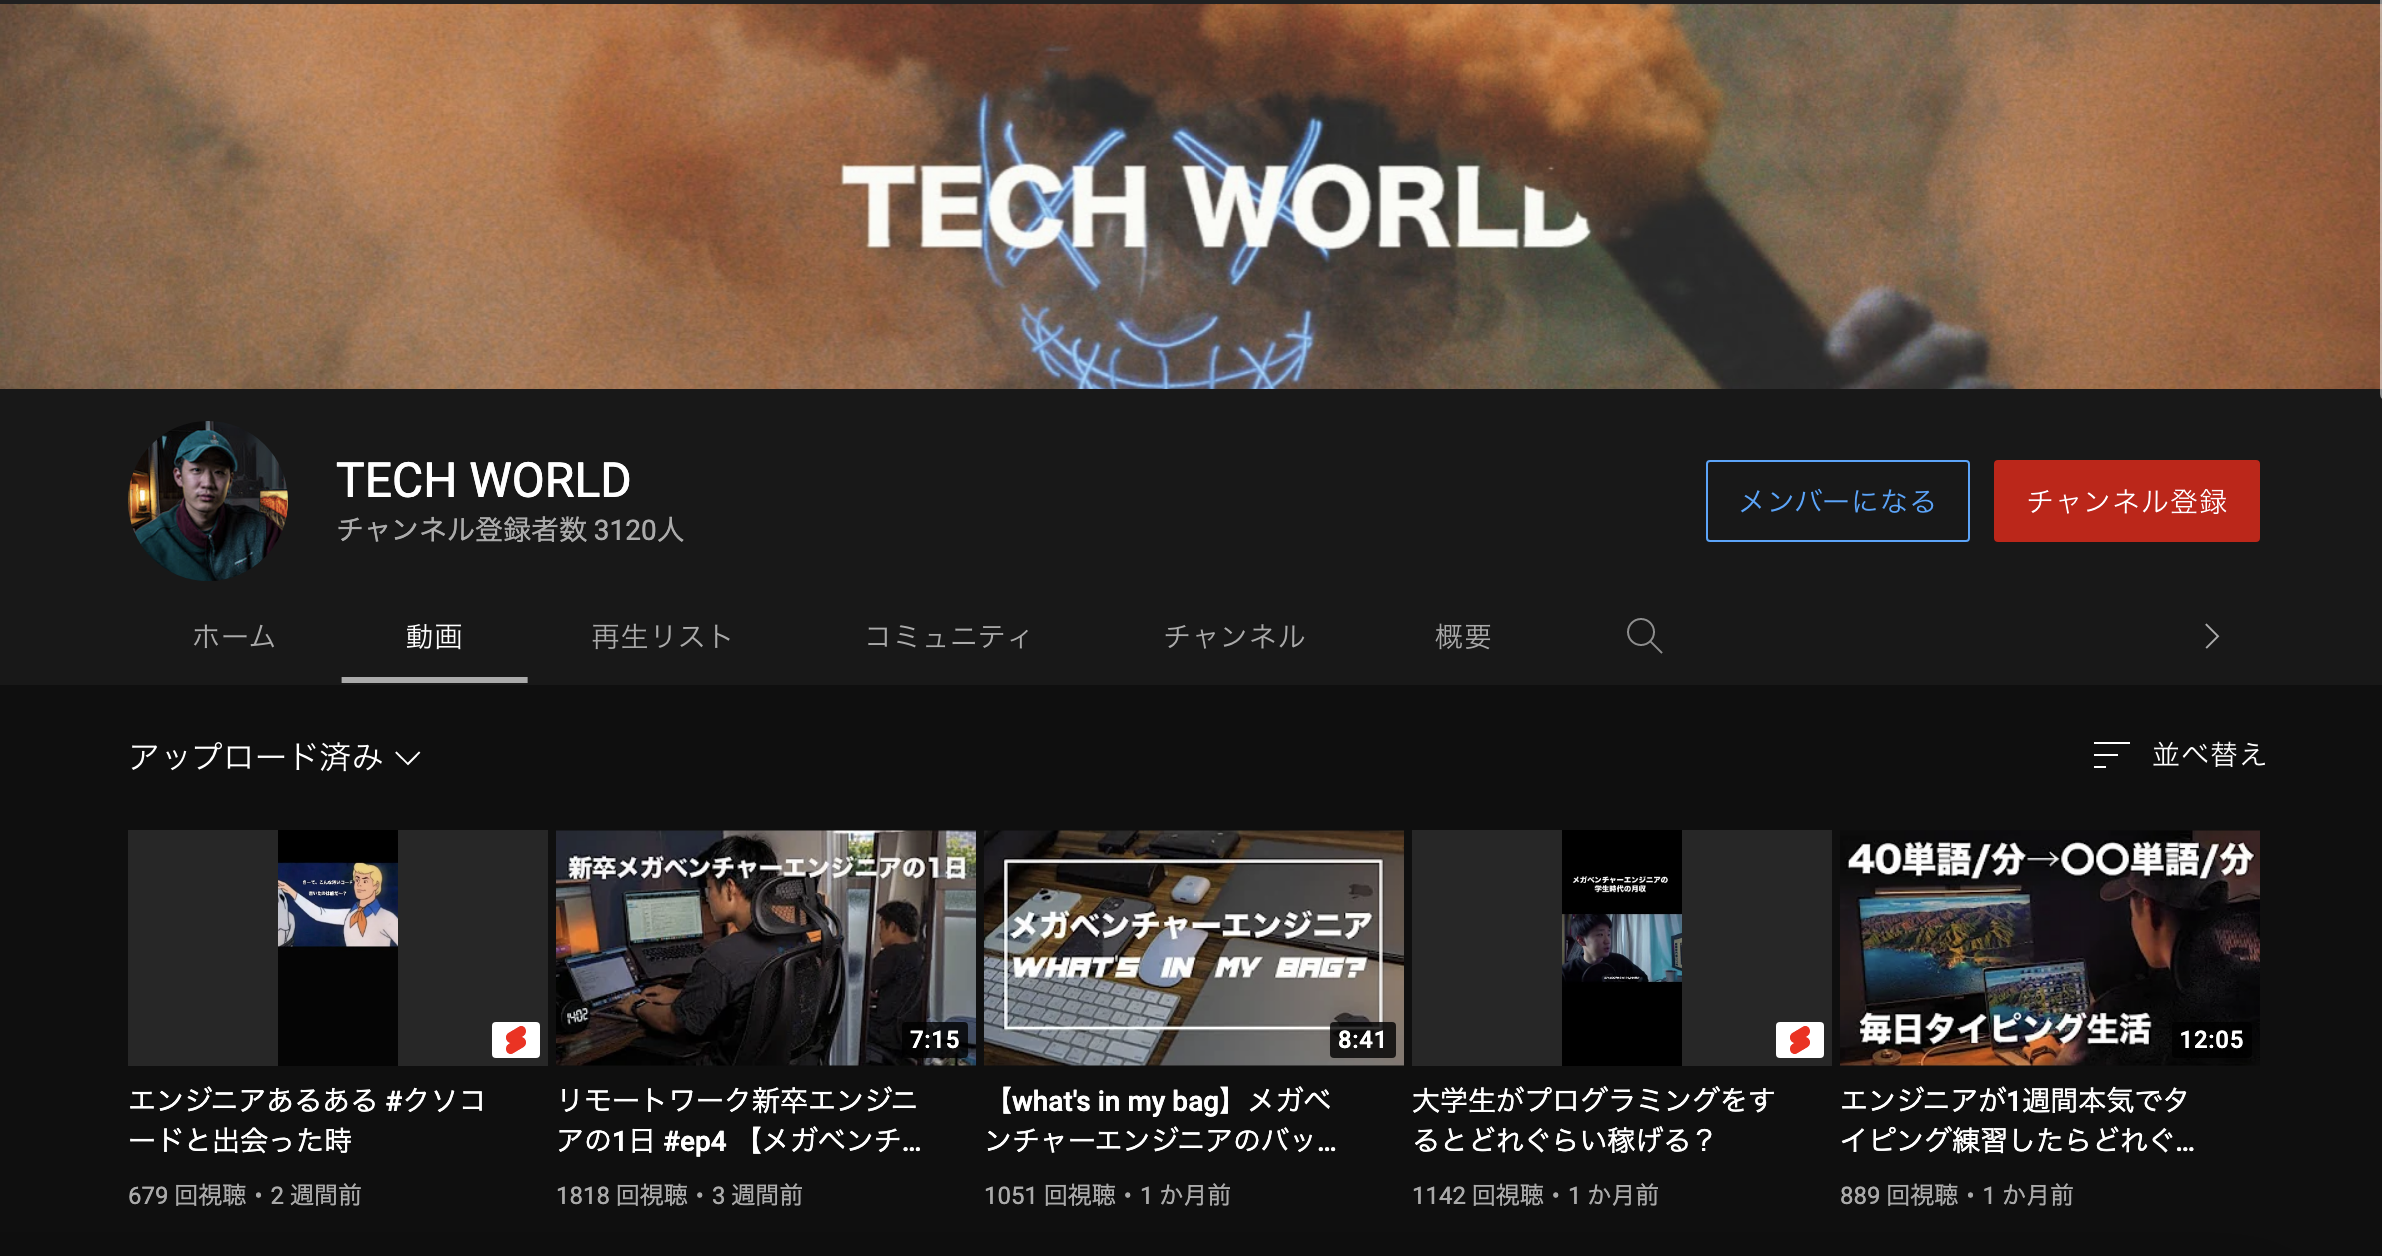 TECH WORLD
TECH WORLD
チャンネル登録者数 3120人
メンバーになる
チャンネル登録
ホーム
動画
再生リスト
コミュニティ
チャンネル
概要
アップロード済み
並べ替え
新卒メガベンチャーエンジニアの1日
1402
7:15
メガベンチャーエンジニア
WHAT'S IN MY BAG?
8:41
メガベンチャーエンジニアの
学生時代の月収
40単語/分→〇〇単語/分
毎日タイピング生活
12:05
エンジニアあるある #クソコ
ードと出会った時
679 回視聴・2 週間前
リモートワーク新卒エンジニ
アの1日 #ep4 【メガベンチ...
1818 回視聴・3 週間前
【what's in my bag】メガベ
ンチャーエンジニアのバッ...
1051 回視聴・1 か月前
大学生がプログラミングをす
るとどれぐらい稼げる？
1142 回視聴・1 か月前
エンジニアが1週間本気でタ
イピング練習したらどれぐ...
889 回視聴・1 か月前